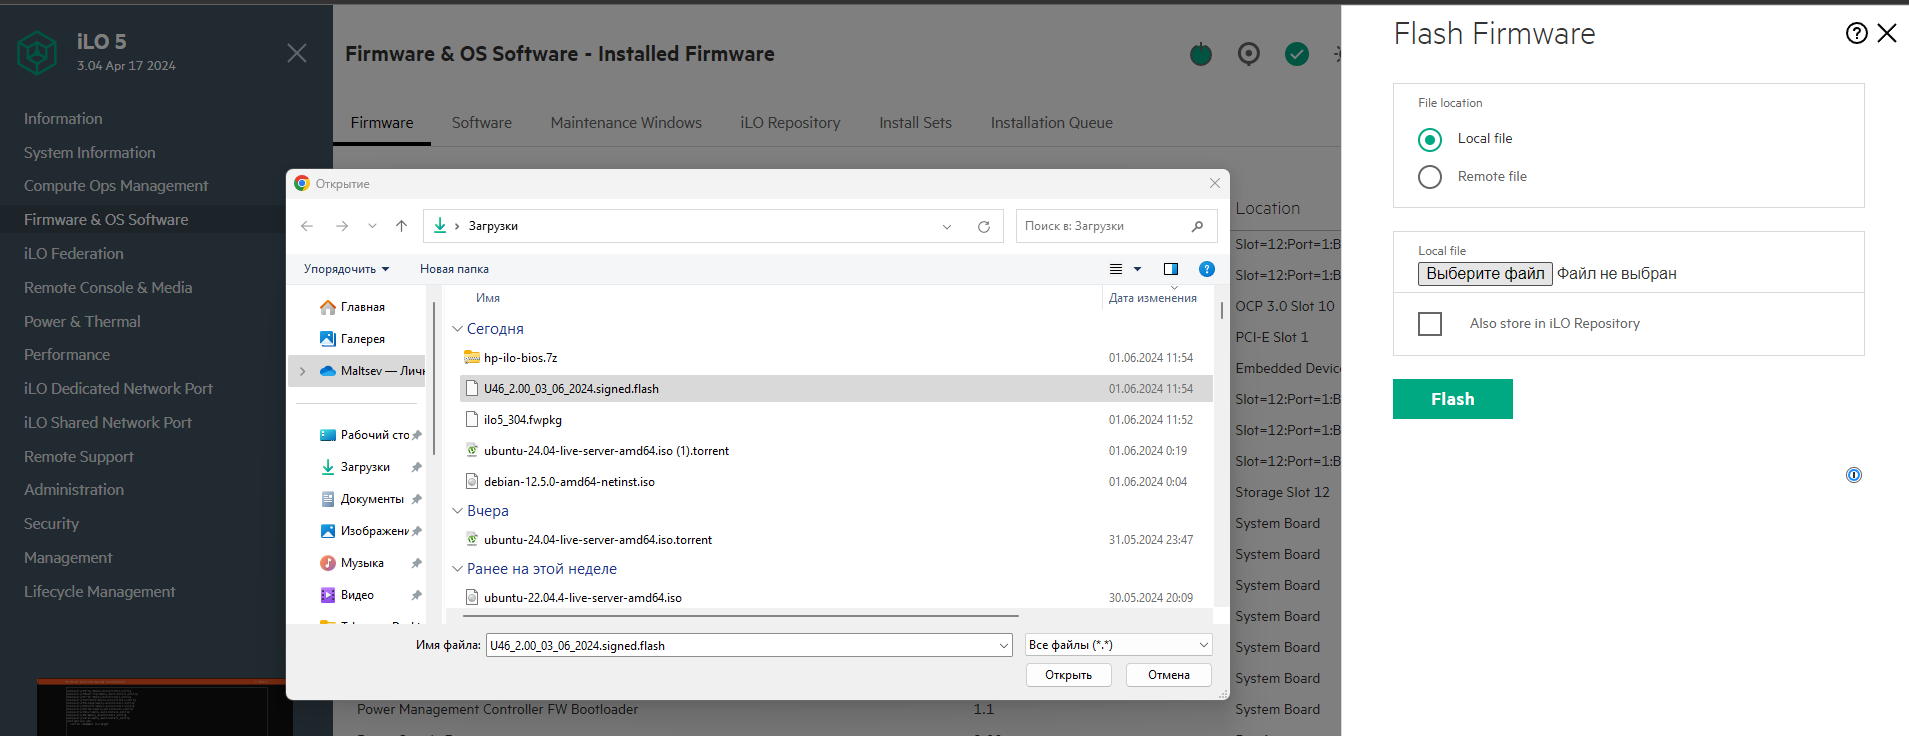 iLO 5
3.04 Apr 17 2024
Information
System Information
Compute Ops Management
Firmware & OS Software
iLO Federation
Remote Console & Media
Power & Thermal
Performance
iLO Dedicated Network Port
iLO Shared Network Port
Remote Support
Administration
Security
Management
Lifecycle Management
Firmware & OS Software - Installed Firmware
Firmware Software Maintenance Windows iLO Repository Install Sets Installation Queue
Открытие
Загрузки
Поиск в: Загрузки
Упорядочить Новая папка
Главная
Галерея
Maltsev — Личн
Рабочий сто
Загрузки
Документы
Изображени
Музыка
Видео
Имя Дата изменения
Сегодня
hp-ilo-bios.7z 01.06.2024 11:54
U46_2.00_03_06_2024.signed.flash 01.06.2024 11:54
ilo5_304.fwpkg 01.06.2024 11:52
ubuntu-24.04-live-server-amd64.iso (1).torrent 01.06.2024 0:19
debian-12.5.0-amd64-netinst.iso 01.06.2024 0:04
Вчера
ubuntu-24.04-live-server-amd64.iso.torrent 31.05.2024 23:47
Ранее на этой неделе
ubuntu-22.04.4-live-server-amd64.iso 30.05.2024 20:09
Имя файла: U46_2.00_03_06_2024.signed.flash Все файлы (*.*)
Открыть Отмена
Location
Slot=12:Port=1:B
Slot=12:Port=1:B
OCP 3.0 Slot 10
PCI-E Slot 1
Embedded Device
Slot=12:Port=1:B
Slot=12:Port=1:B
Slot=12:Port=1:B
Storage Slot 12
System Board
System Board
System Board
System Board
System Board
System Board
Power Management Controller FW Bootloader 1.1 System Board
Flash Firmware
File location
Local file
Remote file
Local file
Выберите файл Файл не выбран
Also store in iLO Repository
Flash